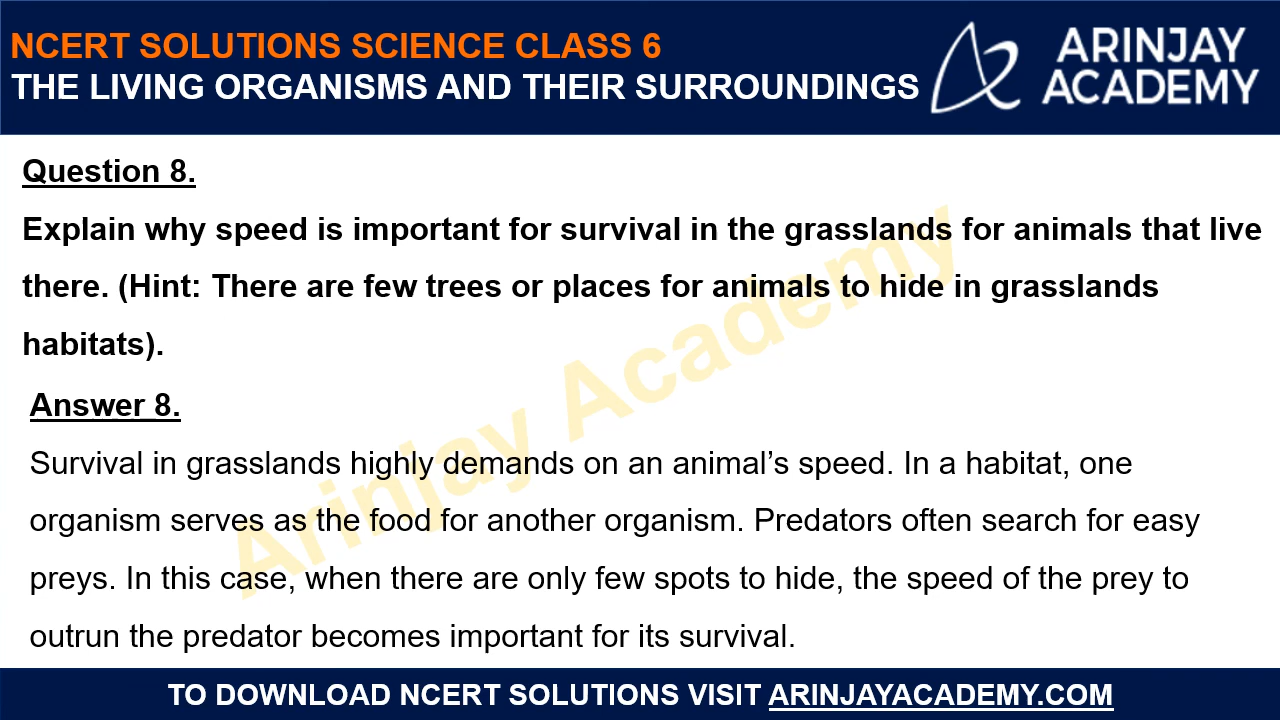 NCERT SOLUTIONS SCIENCE CLASS 6
THE LIVING ORGANISMS AND THEIR SURROUNDINGS
ARINJAY
ACADEMY
Question 8.
Explain why speed is important for survival in the grasslands for animals that live
there. (Hint: There are few trees or places for animals to hide in grasslands
habitats).
Answer 8.
Survival in grasslands highly demands on an animal’s speed. In a habitat, one
organism serves as the food for another organism. Predators often search for easy
preys. In this case, when there are only few spots to hide, the speed of the prey to
outrun the predator becomes important for its survival.
Arinjay Academy
TO DOWNLOAD NCERT SOLUTIONS VISIT ARINJAYACADEMY.COM